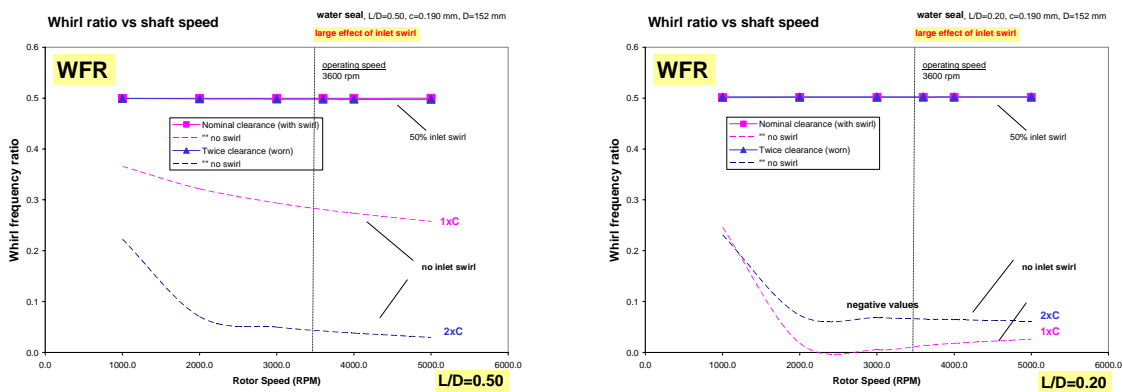 Whirl ratio vs shaft speed
water seal, L/D=0.50, c=0.190 mm, D=152 mm
large effect of inlet swirl
0.6
WFR
operating speed
3600 rpm
0.5
Nominal clearance (with swirl)
"" no swirl
Twice clearance (worn)
"" no swirl
50% inlet swirl
0.4
0.3
1xC
0.2
no inlet swirl
0.1
2xC
0.0
Whirl frequency ratio
0.0 1000.0 2000.0 3000.0 4000.0 5000.0 6000.0
Rotor Speed (RPM)
L/D=0.50
Whirl ratio vs shaft speed
water seal, L/D=0.20, c=0.190 mm, D=152 mm
large effect of inlet swirl
0.6
WFR
operating speed
3600 rpm
0.5
Nominal clearance (with swirl)
"" no swirl
Twice clearance (worn)
"" no swirl
50% inlet swirl
0.4
0.3
0.2
no inlet swirl
0.1
negative values
2xC
1xC
0.0
Whirl frequency ratio
0.0 1000.0 2000.0 3000.0 4000.0 5000.0 6000.0
Rotor Speed (RPM)
L/D=0.20